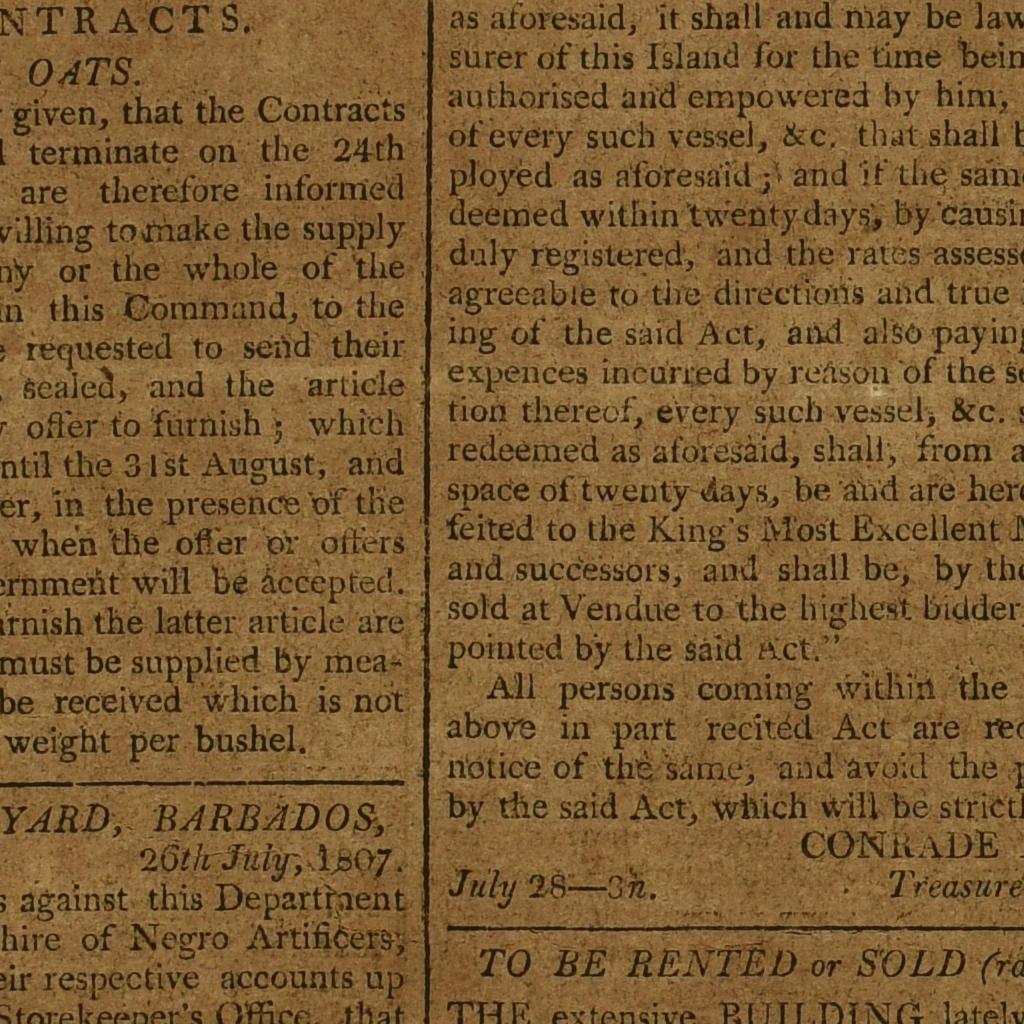 NTRACTS.
OATS.
given, that the Contracts
terminate on the 24th
are therefore informed
villing to make the supply
ny or the whole of the
in this Command, to the
requested to send their
sealed, and the article
offer to furnish ; which
ntil the 31st August, and
er, in the presence of the
when the offer or offers
ernment will be accepted.
urnish the latter article are
must be supplied by mea-
be received which is not
weight per bushel.
YARD, BARBADOS,
26th July, 1807.
s against this Department
hire of Negro Artificers,
eir respective accounts up
Storekeeper's Office, that
as aforesaid, it shall and may be law
surer of this Island for the time bein
authorised and empowered by him,
of every such vessel, &c. that shall b
ployed as aforesaid ; and if the same
deemed within twenty days, by causin
duly registered, and the rates assesse
agreeable to the directions and true
ing of the said Act, and also paying
expences incurred by reason of the se
tion thereof, every such vessel, &c. s
redeemed as aforesaid, shall, from a
space of twenty days, be and are here
feited to the King's Most Excellent M
and successors, and shall be, by the
sold at Vendue to the highest bidder
pointed by the said Act."
All persons coming within the
above in part recited Act are req
notice of the same, and avoid the p
by the said Act, which will be strictl
CONRADE
July 28—3n. Treasure
TO BE RENTED or SOLD (ra
THE extensive BUILDING lately